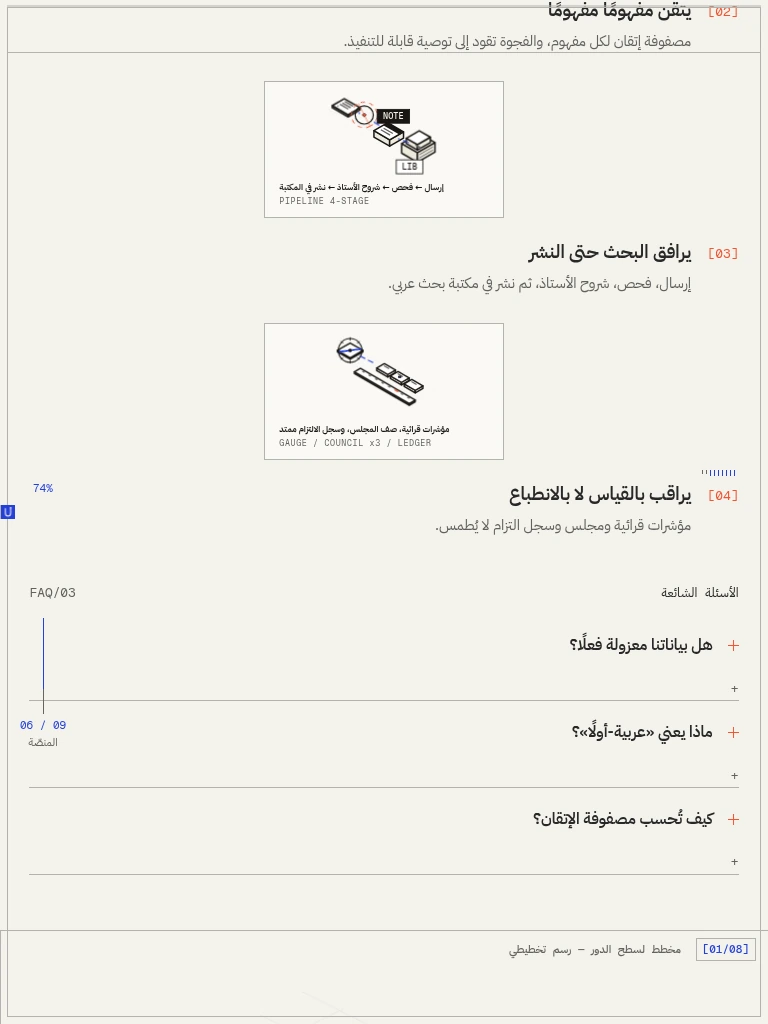 [02] يتقن مفهومًا مفهومًا
مصفوفة إتقان لكل مفهوم، والفجوة تقود إلى توصية قابلة للتنفيذ.
NOTE
LIB
إرسال ← فحص ← شروح الأستاذ ← نشر في المكتبة
PIPELINE 4-STAGE
[03] يرافق البحث حتى النشر
إرسال، فحص، شروح الأستاذ، ثم نشر في مكتبة بحث عربي.
مؤشرات قرائية، صف المجلس، وسجل الالتزام ممتد
GAUGE / COUNCIL x3 / LEDGER
74%
[04] يراقب بالقياس لا بالانطباع
U
مؤشرات قرائية ومجلس وسجل التزام لا يُطمس.
الأسئلة الشائعة
FAQ/03
+ هل بياناتنا معزولة فعلًا؟
+
06 / 09
المنصّة
+ ماذا يعني «عربية-أولًا»؟
+
+ كيف تُحسب مصفوفة الإتقان؟
+
[01/08] مخطط لسطح الدور — رسم تخطيطي